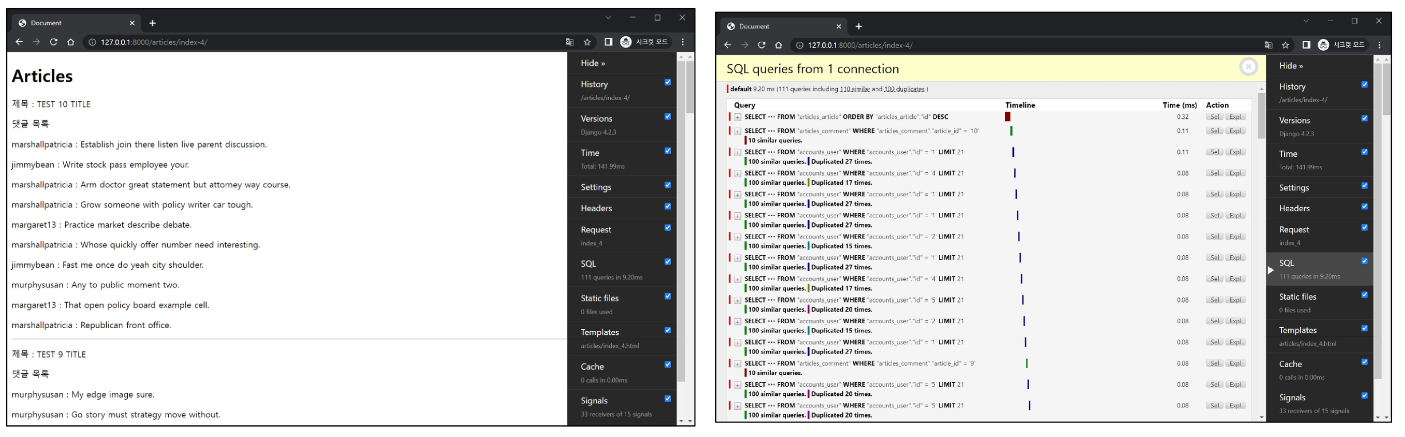 Document
127.0.0.1:8000/articles/index-4/
시크릿 모드
Articles
제목 : TEST 10 TITLE
댓글 목록
marshallpatricia : Establish join there listen live parent discussion.
jimmybean : Write stock pass employee your.
marshallpatricia : Arm doctor great statement but attorney way course.
marshallpatricia : Grow someone with policy writer car tough.
margaret13 : Practice market describe debate.
marshallpatricia : Whose quickly offer number need interesting.
jimmybean : Fast me once do yeah city shoulder.
murphysusan : Any to public moment two.
margaret13 : That open policy board example cell.
marshallpatricia : Republican front office.
제목 : TEST 9 TITLE
댓글 목록
murphysusan : My edge image sure.
murphysusan : Go story must strategy move without.
Hide »
History
/articles/index-4/
Versions
Django 4.2.3
Time
Total: 141.99ms
Settings
Headers
Request
index_4
SQL
111 queries in 9.20ms
Static files
0 files used
Templates
articles/index_4.html
Cache
0 calls in 0.00ms
Signals
33 receivers of 15 signals
Document
127.0.0.1:8000/articles/index-4/
시크릿 모드
SQL queries from 1 connection
default 9.20 ms (111 queries including 110 similar and 100 duplicates )
Query Timeline Time (ms) Action
+ SELECT ••• FROM "articles_article" ORDER BY "articles_article"."id" DESC 0.32 Sel Expl
+ SELECT ••• FROM "articles_comment" WHERE "articles_comment"."article_id" = '10' 0.11 Sel Expl
10 similar queries.
+ SELECT ••• FROM "accounts_user" WHERE "accounts_user"."id" = '1' LIMIT 21 0.11 Sel Expl
100 similar queries. Duplicated 27 times.
+ SELECT ••• FROM "accounts_user" WHERE "accounts_user"."id" = '4' LIMIT 21 0.08 Sel Expl
100 similar queries. Duplicated 17 times.
+ SELECT ••• FROM "accounts_user" WHERE "accounts_user"."id" = '1' LIMIT 21 0.08 Sel Expl
100 similar queries. Duplicated 27 times.
+ SELECT ••• FROM "accounts_user" WHERE "accounts_user"."id" = '1' LIMIT 21 0.08 Sel Expl
100 similar queries. Duplicated 27 times.
+ SELECT ••• FROM "accounts_user" WHERE "accounts_user"."id" = '2' LIMIT 21 0.08 Sel Expl
100 similar queries. Duplicated 15 times.
+ SELECT ••• FROM "accounts_user" WHERE "accounts_user"."id" = '1' LIMIT 21 0.08 Sel Expl
100 similar queries. Duplicated 27 times.
+ SELECT ••• FROM "accounts_user" WHERE "accounts_user"."id" = '4' LIMIT 21 0.08 Sel Expl
100 similar queries. Duplicated 17 times.
+ SELECT ••• FROM "accounts_user" WHERE "accounts_user"."id" = '5' LIMIT 21 0.08 Sel Expl
100 similar queries. Duplicated 20 times.
+ SELECT ••• FROM "accounts_user" WHERE "accounts_user"."id" = '2' LIMIT 21 0.08 Sel Expl
100 similar queries. Duplicated 15 times.
+ SELECT ••• FROM "accounts_user" WHERE "accounts_user"."id" = '1' LIMIT 21 0.08 Sel Expl
100 similar queries. Duplicated 27 times.
+ SELECT ••• FROM "articles_comment" WHERE "articles_comment"."article_id" = '9' 0.08 Sel Expl
10 similar queries.
+ SELECT ••• FROM "accounts_user" WHERE "accounts_user"."id" = '5' LIMIT 21 0.08 Sel Expl
100 similar queries. Duplicated 20 times.
+ SELECT ••• FROM "accounts_user" WHERE "accounts_user"."id" = '5' LIMIT 21 0.08 Sel Expl
100 similar queries. Duplicated 20 times.
Hide »
History
/articles/index-4/
Versions
Django 4.2.3
Time
Total: 141.99ms
Settings
Headers
Request
index_4
SQL
111 queries in 9.20ms
Static files
0 files used
Templates
articles/index_4.html
Cache
0 calls in 0.00ms
Signals
33 receivers of 15 signals